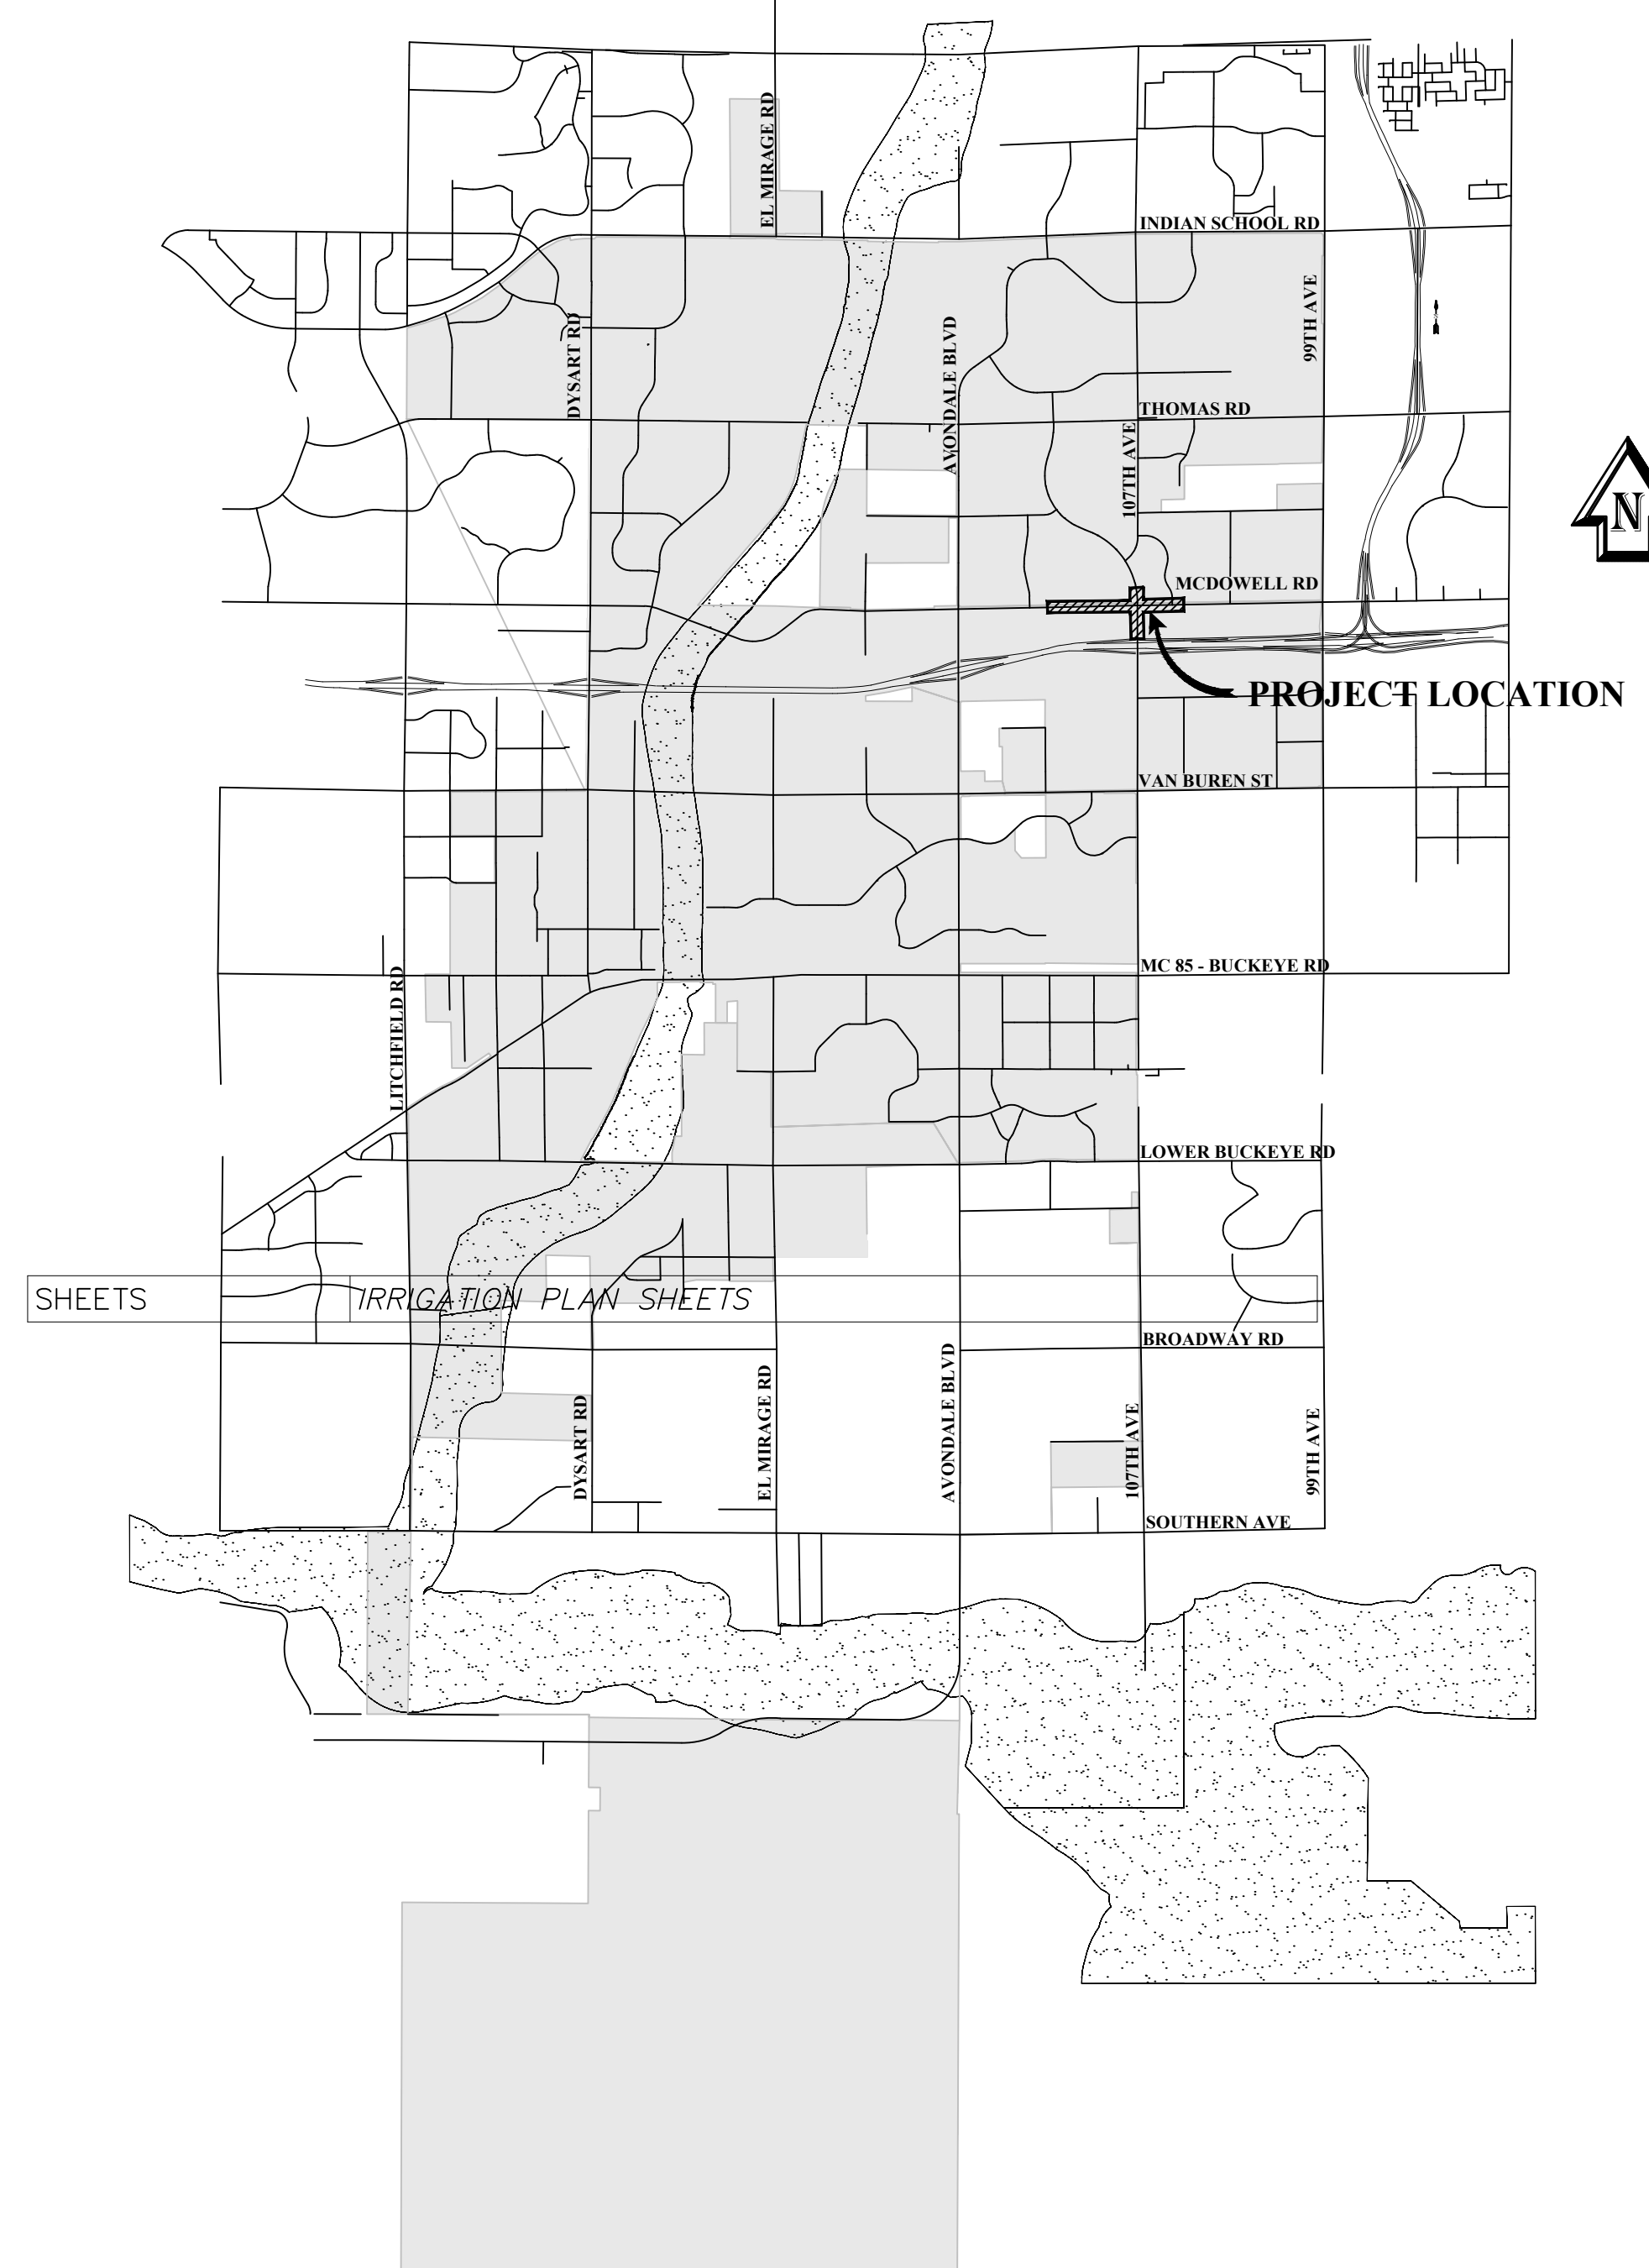 EL MIRAGE RD
INDIAN SCHOOL RD
DYSART RD
AVONDALE BLVD
99TH AVE
THOMAS RD
107TH AVE
N
MCDOWELL RD
PROJECT LOCATION
VAN BUREN ST
MC 85 - BUCKEYE RD
LITCHFIELD RD
LOWER BUCKEYE RD
SHEETS
IRRIGATION PLAN SHEETS
BROADWAY RD
DYSART RD
EL MIRAGE RD
AVONDALE BLVD
107TH AVE
99TH AVE
SOUTHERN AVE